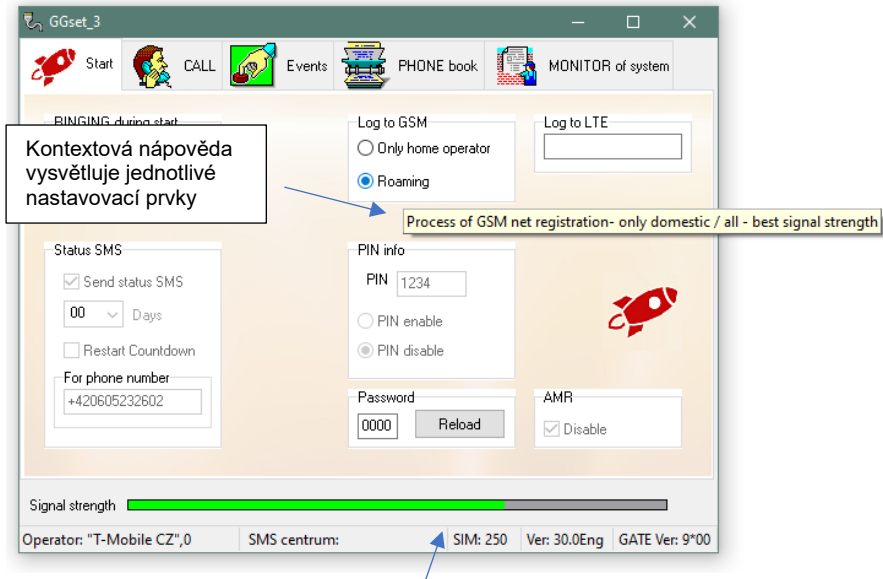 GGset_3
Start
CALL
Events
PHONE book
MONITOR of system
RINGING during start
Kontextová nápověda
vysvětluje jednotlivé
nastavovací prvky
Log to GSM
Only home operator
Roaming
Log to LTE
Process of GSM net registration- only domestic / all - best signal strength
Status SMS
Send status SMS
00
Days
Restart Countdown
For phone number
+420605232602
PIN info
PIN
1234
PIN enable
PIN disable
Password
0000
Reload
AMR
Disable
Signal strength
Operator: "T-Mobile CZ",0
SMS centrum:
SIM: 250
Ver: 30.0Eng
GATE Ver: 9*00